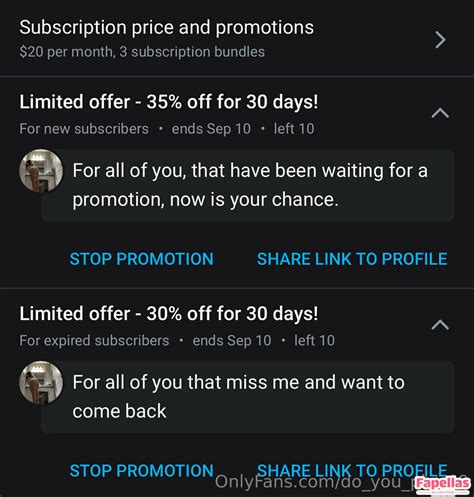 Subscription price and promotions
$20 per month, 3 subscription bundles
Limited offer - 35% off for 30 days!
For new subscribers • ends Sep 10 • left 10
For all of you, that have been waiting for a
promotion, now is your chance.
STOP PROMOTION SHARE LINK TO PROFILE
Limited offer - 30% off for 30 days!
For expired subscribers • ends Sep 10 • left 10
For all of you that miss me and want to
come back
STOP PROMOTION SHARE LINK TO PROFILE
Fapellas